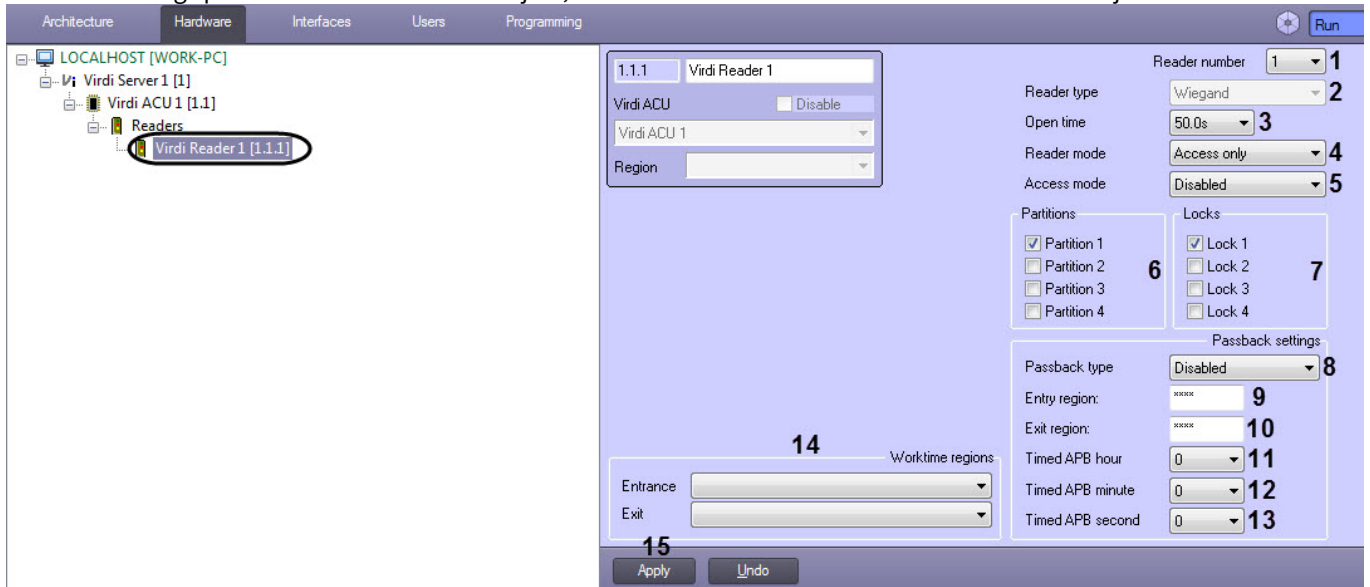 Architecture Hardware Interfaces Users Programming Run
LOCALHOST [WORK-PC]
Virdi Server 1 [1]
Virdi ACU 1 [1.1]
Readers
Virdi Reader 1 [1.1.1]
1.1.1 Virdi Reader 1
Virdi ACU Disable
Virdi ACU 1
Region
Reader number 1 1
Reader type Wiegand 2
Open time 50.0s 3
Reader mode Access only 4
Access mode Disabled 5
Partitions
Partition 1
Partition 2
Partition 3
Partition 4
6
Locks
Lock 1
Lock 2
Lock 3
Lock 4
7
Passback settings
Passback type Disabled 8
Entry region: **** 9
Exit region: **** 10
Timed APB hour 0 11
Timed APB minute 0 12
Timed APB second 0 13
14
Worktime regions
Entrance
Exit
15
Apply Undo